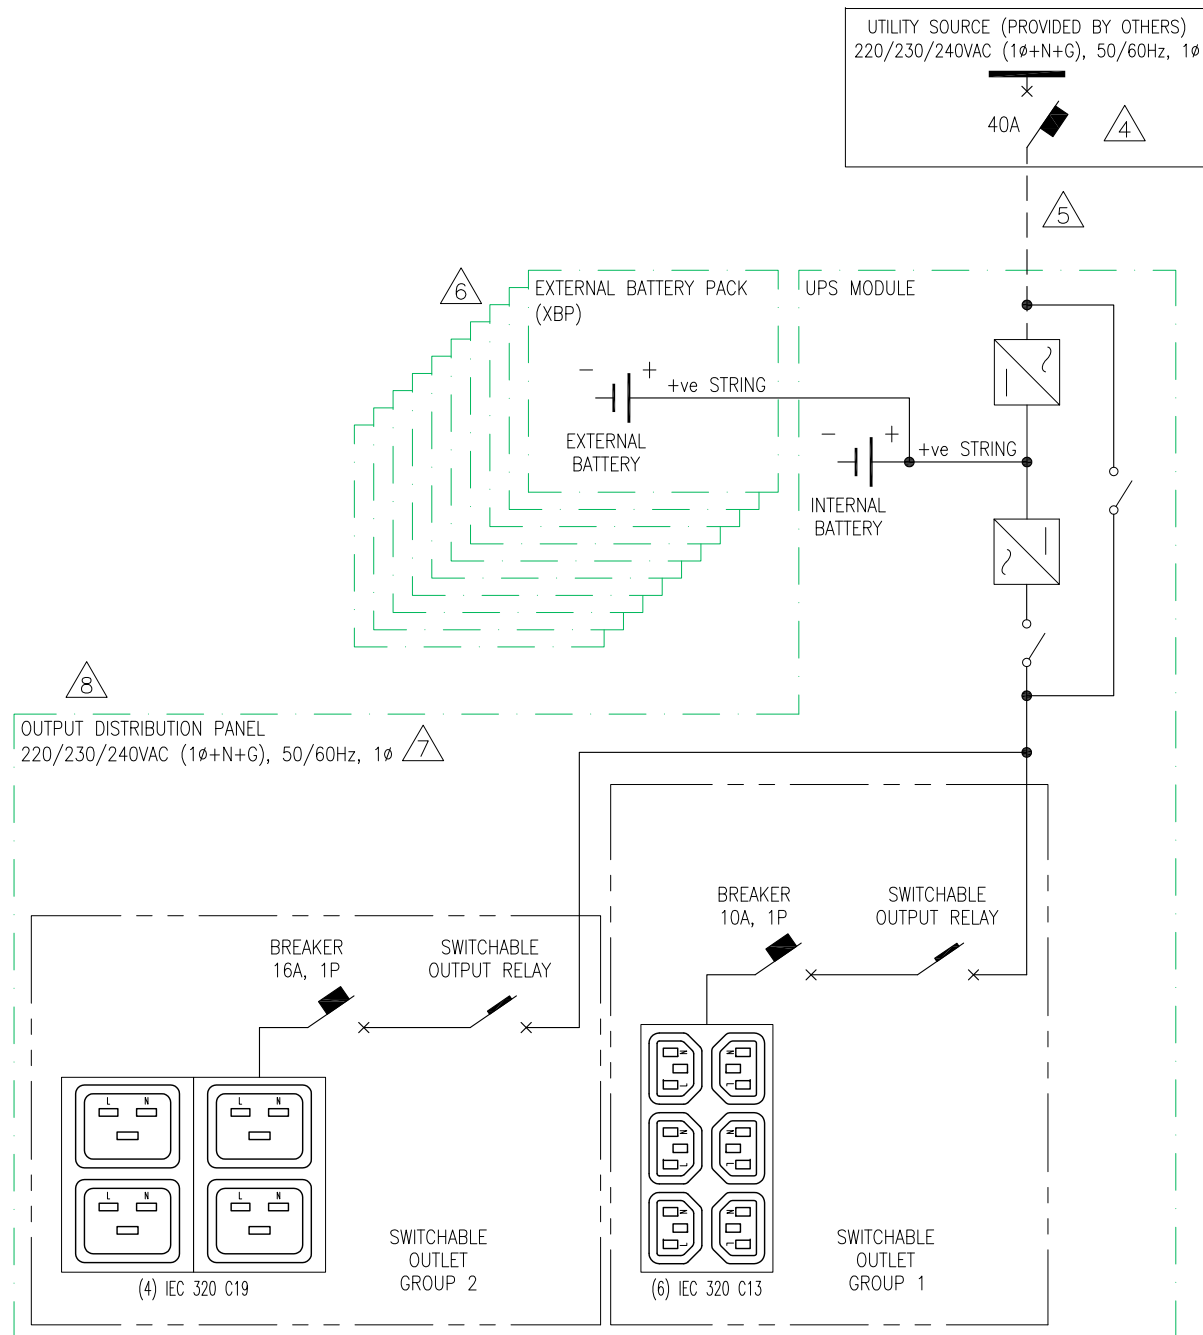 UTILITY SOURCE (PROVIDED BY OTHERS)
220/230/240VAC (1ø+N+G), 50/60Hz, 1ø
40A
4
5
6
EXTERNAL BATTERY PACK
(XBP)
UPS MODULE
- +
+ve STRING
EXTERNAL
BATTERY
- +
+ve STRING
INTERNAL
BATTERY
8
OUTPUT DISTRIBUTION PANEL
220/230/240VAC (1ø+N+G), 50/60Hz, 1ø
7
BREAKER
10A, 1P
SWITCHABLE
OUTPUT RELAY
BREAKER
16A, 1P
SWITCHABLE
OUTPUT RELAY
L N
L N
L N
L N
N
L
N
L
N
L
N
L
N
L
N
L
SWITCHABLE
OUTLET
GROUP 2
(4) IEC 320 C19
SWITCHABLE
OUTLET
GROUP 1
(6) IEC 320 C13